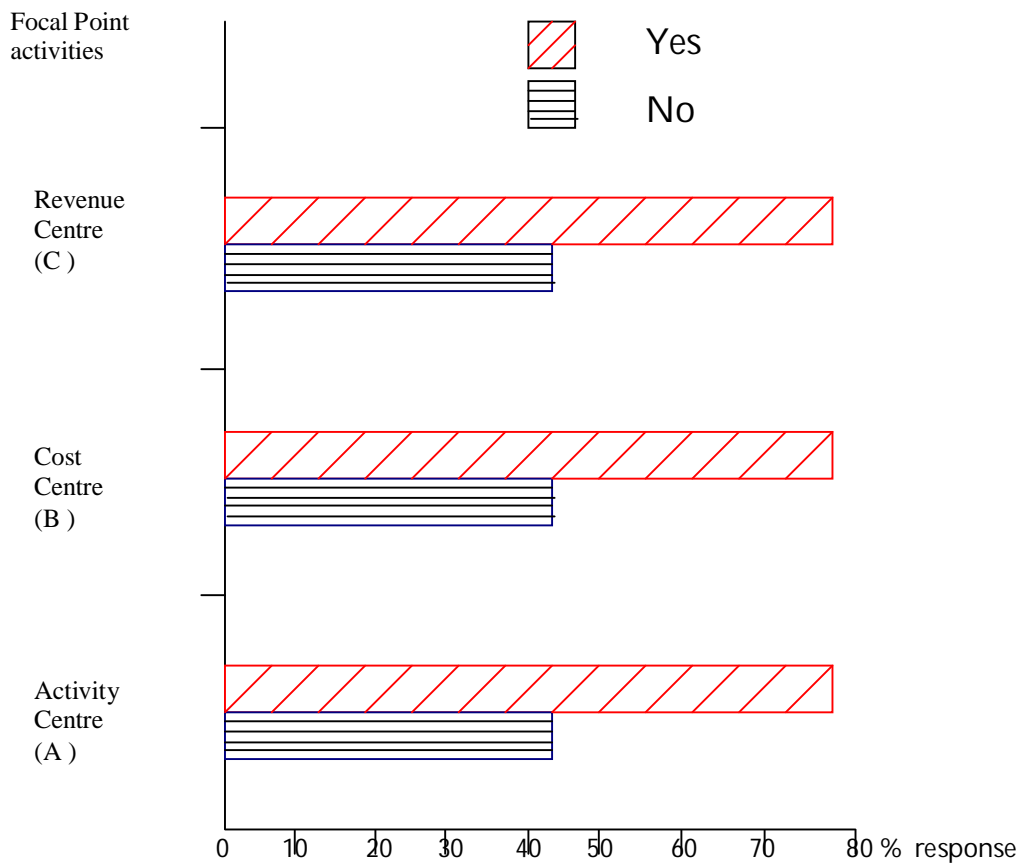 Focal Point
activities
Yes
No
Revenue
Centre
(C )
Cost
Centre
(B )
Activity
Centre
(A )
0 10 20 30 40 50 60 70 80 % response